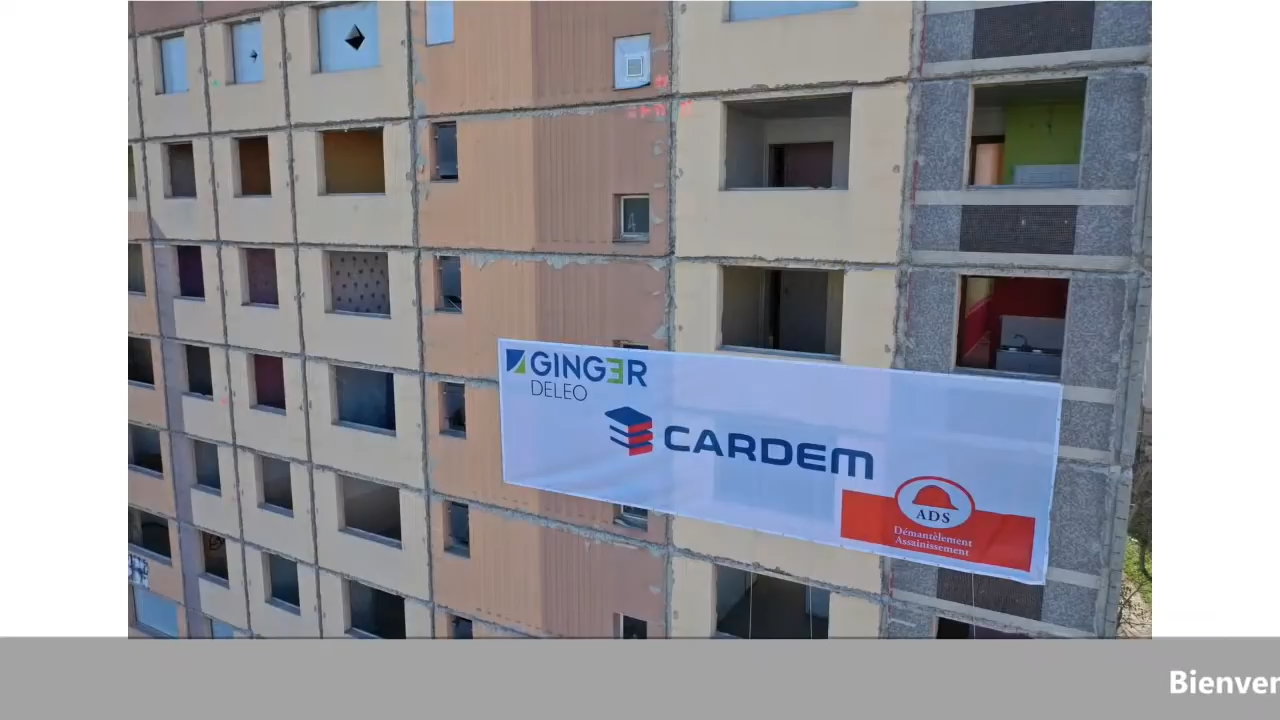 GINGER
DELEO
CARDEM
ADS
Démantèlement
Assainissement
Bienver